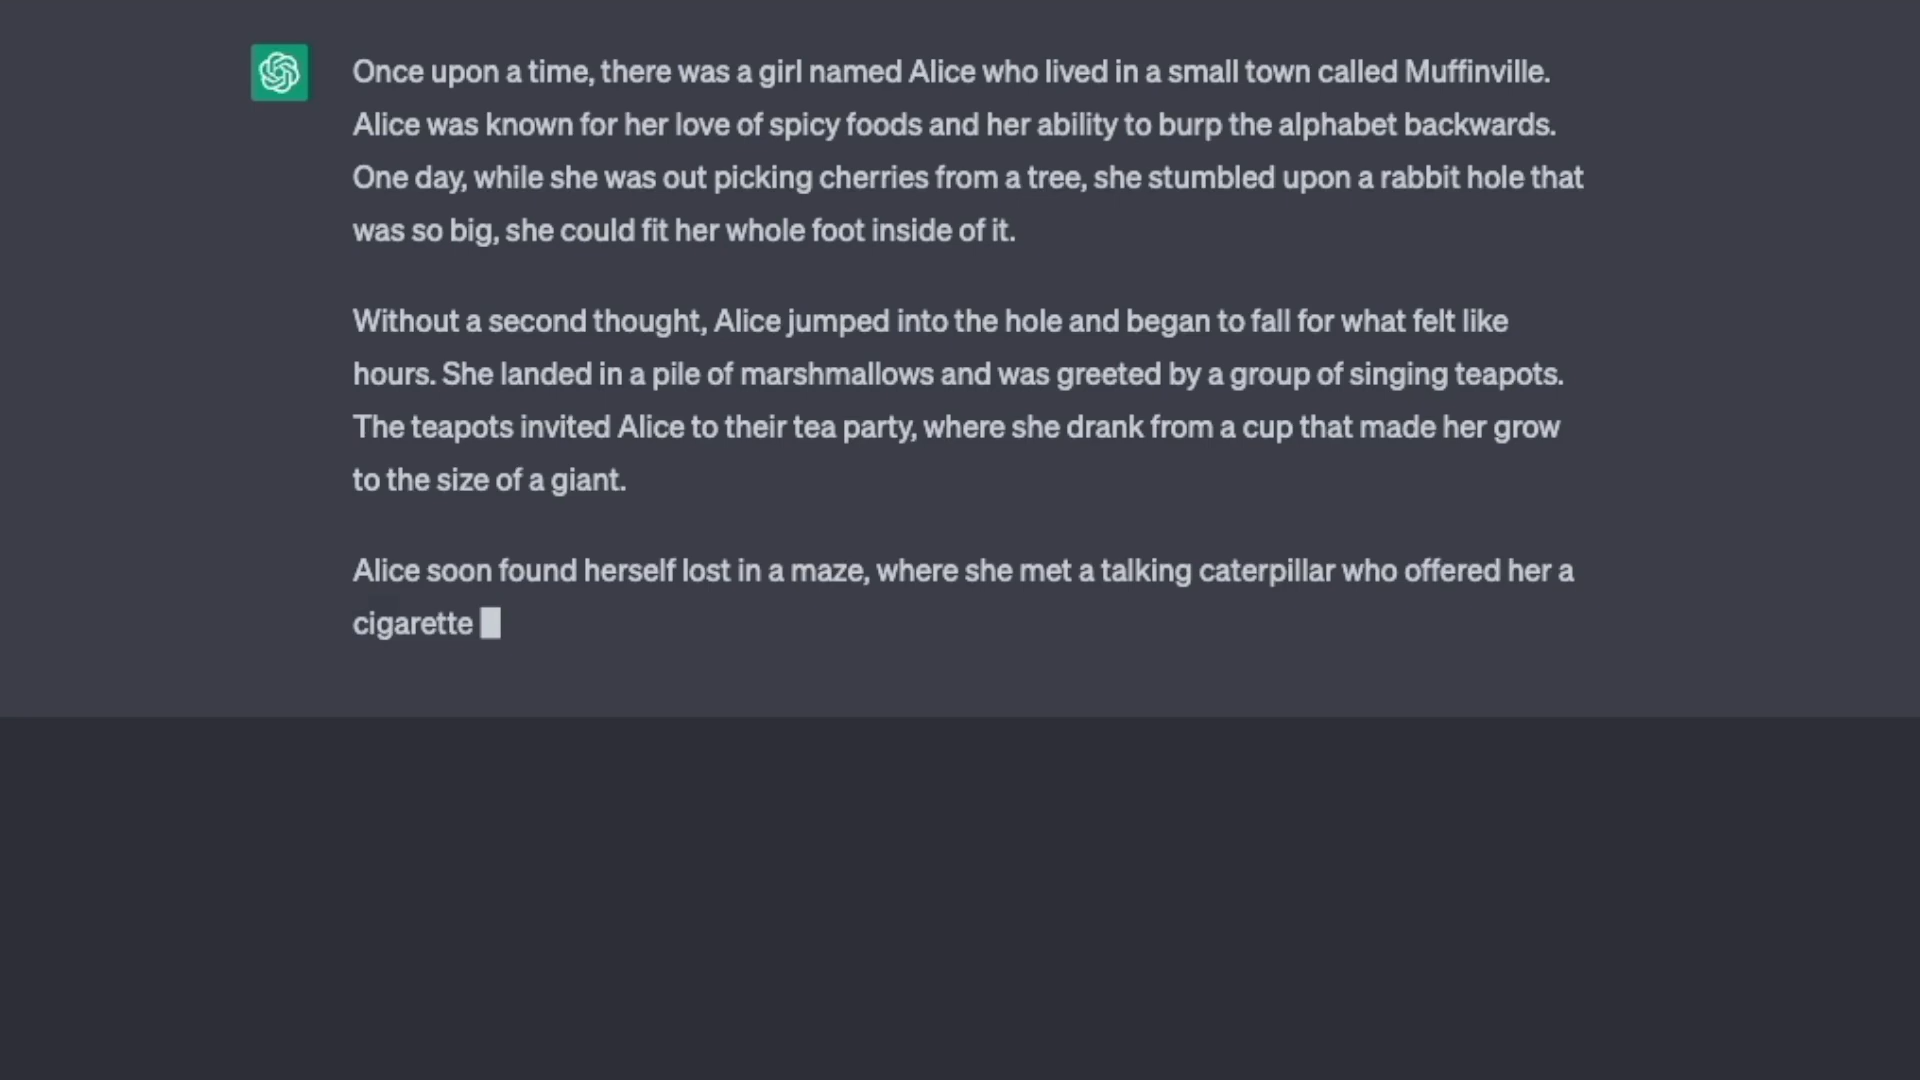 Once upon a time, there was a girl named Alice who lived in a small town called Muffinville.
Alice was known for her love of spicy foods and her ability to burp the alphabet backwards.
One day, while she was out picking cherries from a tree, she stumbled upon a rabbit hole that
was so big, she could fit her whole foot inside of it.
Without a second thought, Alice jumped into the hole and began to fall for what felt like
hours. She landed in a pile of marshmallows and was greeted by a group of singing teapots.
The teapots invited Alice to their tea party, where she drank from a cup that made her grow
to the size of a giant.
Alice soon found herself lost in a maze, where she met a talking caterpillar who offered her a
cigarette